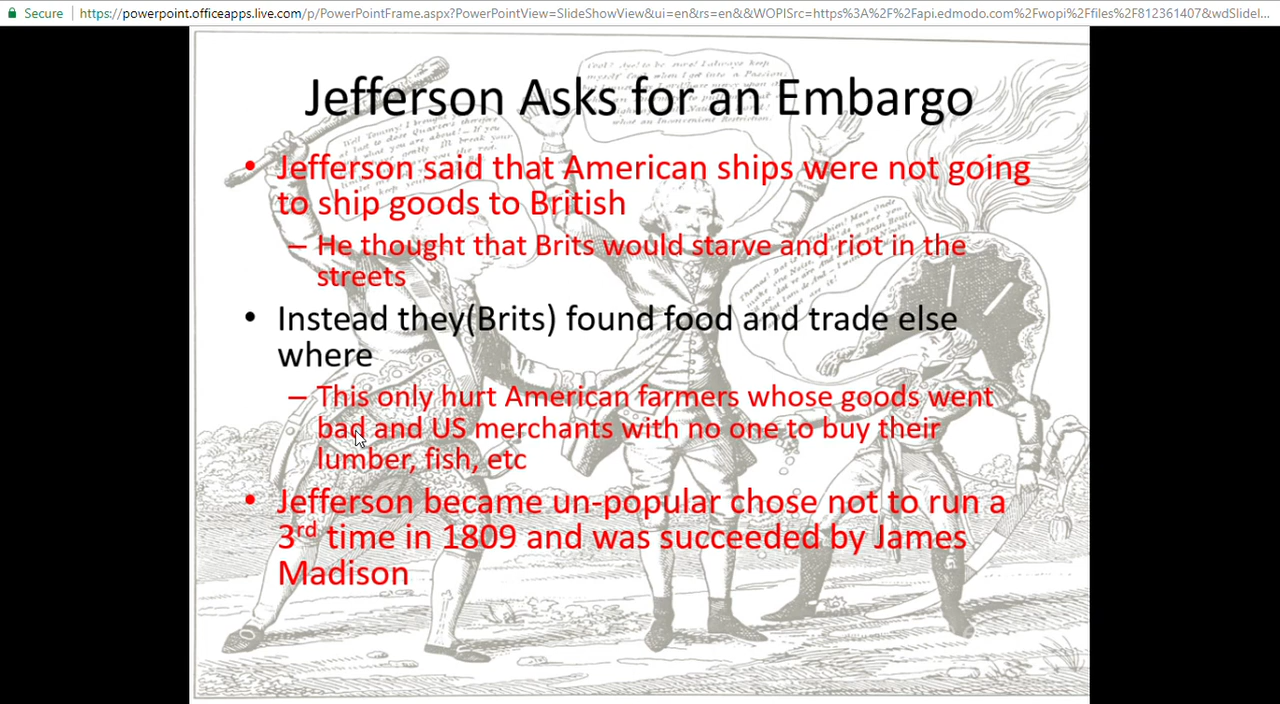 Secure https://powerpoint.officeapps.live.com/p/PowerPointFrame.aspx?PowerPointView=SlideShowView&ui=en&rs=en&&WOPISrc=https%3A%2F%2Fapi.edmodo.com%2Fwopi%2Ffiles%2F812361407&wdSlideI...
Jefferson Asks for an Embargo
• Jefferson said that American ships were not going
to ship goods to British
– He thought that Brits would starve and riot in the
streets
• Instead they(Brits) found food and trade else
where
– This only hurt American farmers whose goods went
bad and US merchants with no one to buy their
lumber, fish, etc
• Jefferson became un-popular chose not to run a
3rd time in 1809 and was succeeded by James
Madison